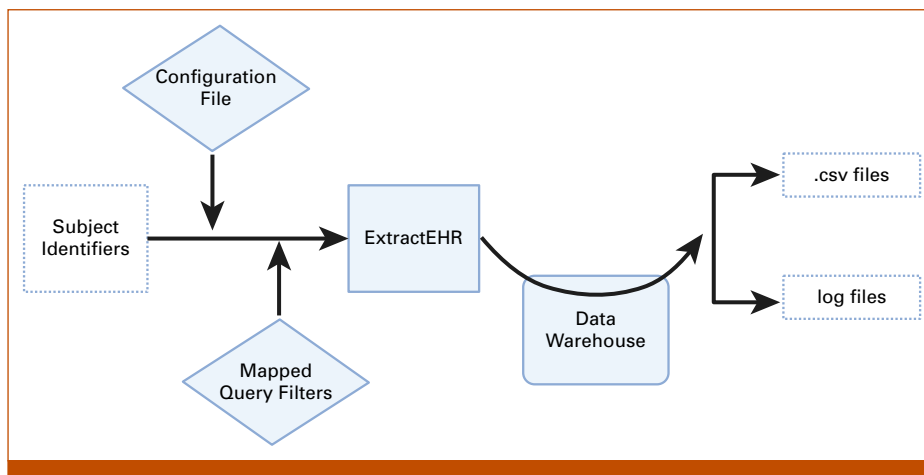 Configuration
File
Subject
Identifiers
ExtractEHR
Mapped
Query Filters
Data
Warehouse
.csv files
log files